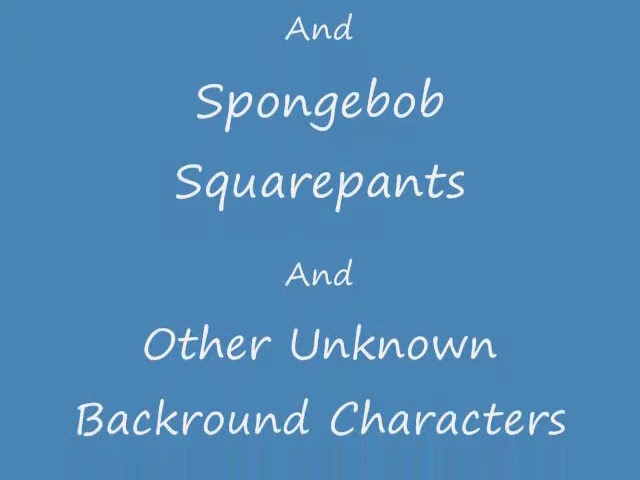 And
Spongebob
Squarepants
And
Other Unknown
Backround Characters